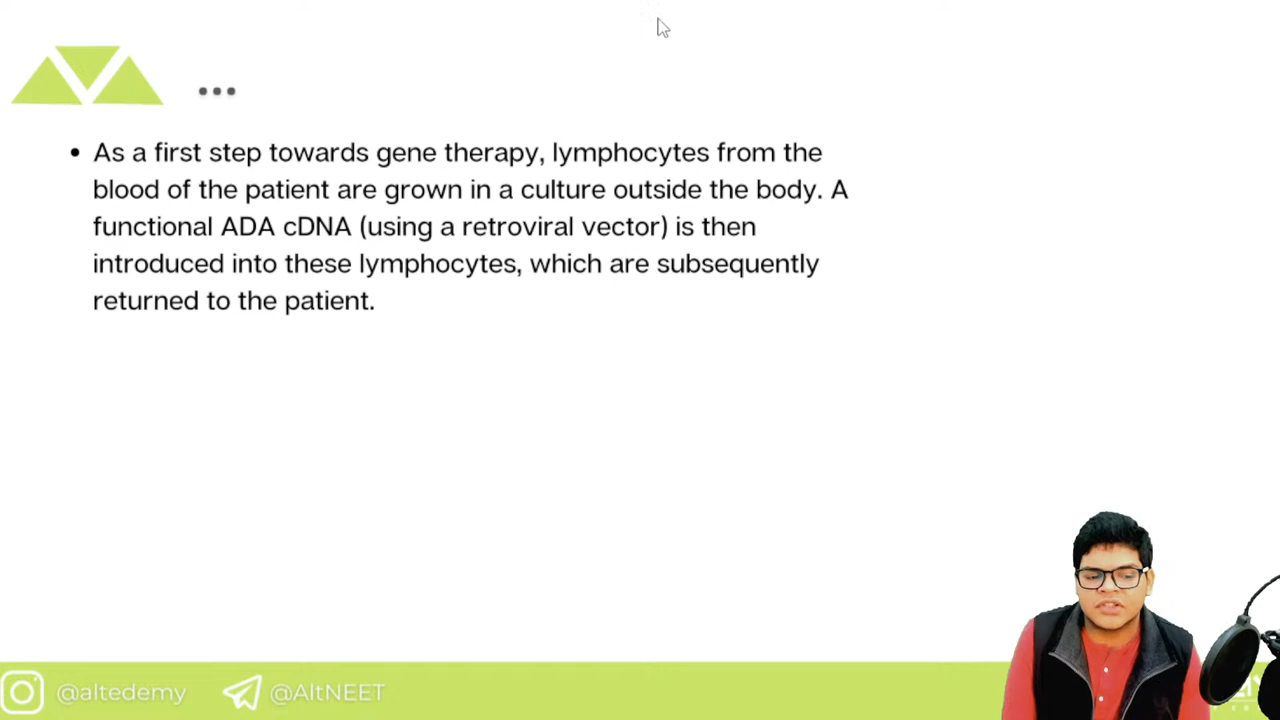 ...
• As a first step towards gene therapy, lymphocytes from the
blood of the patient are grown in a culture outside the body. A
functional ADA cDNA (using a retroviral vector) is then
introduced into these lymphocytes, which are subsequently
returned to the patient.
@altedemy @AltNEET